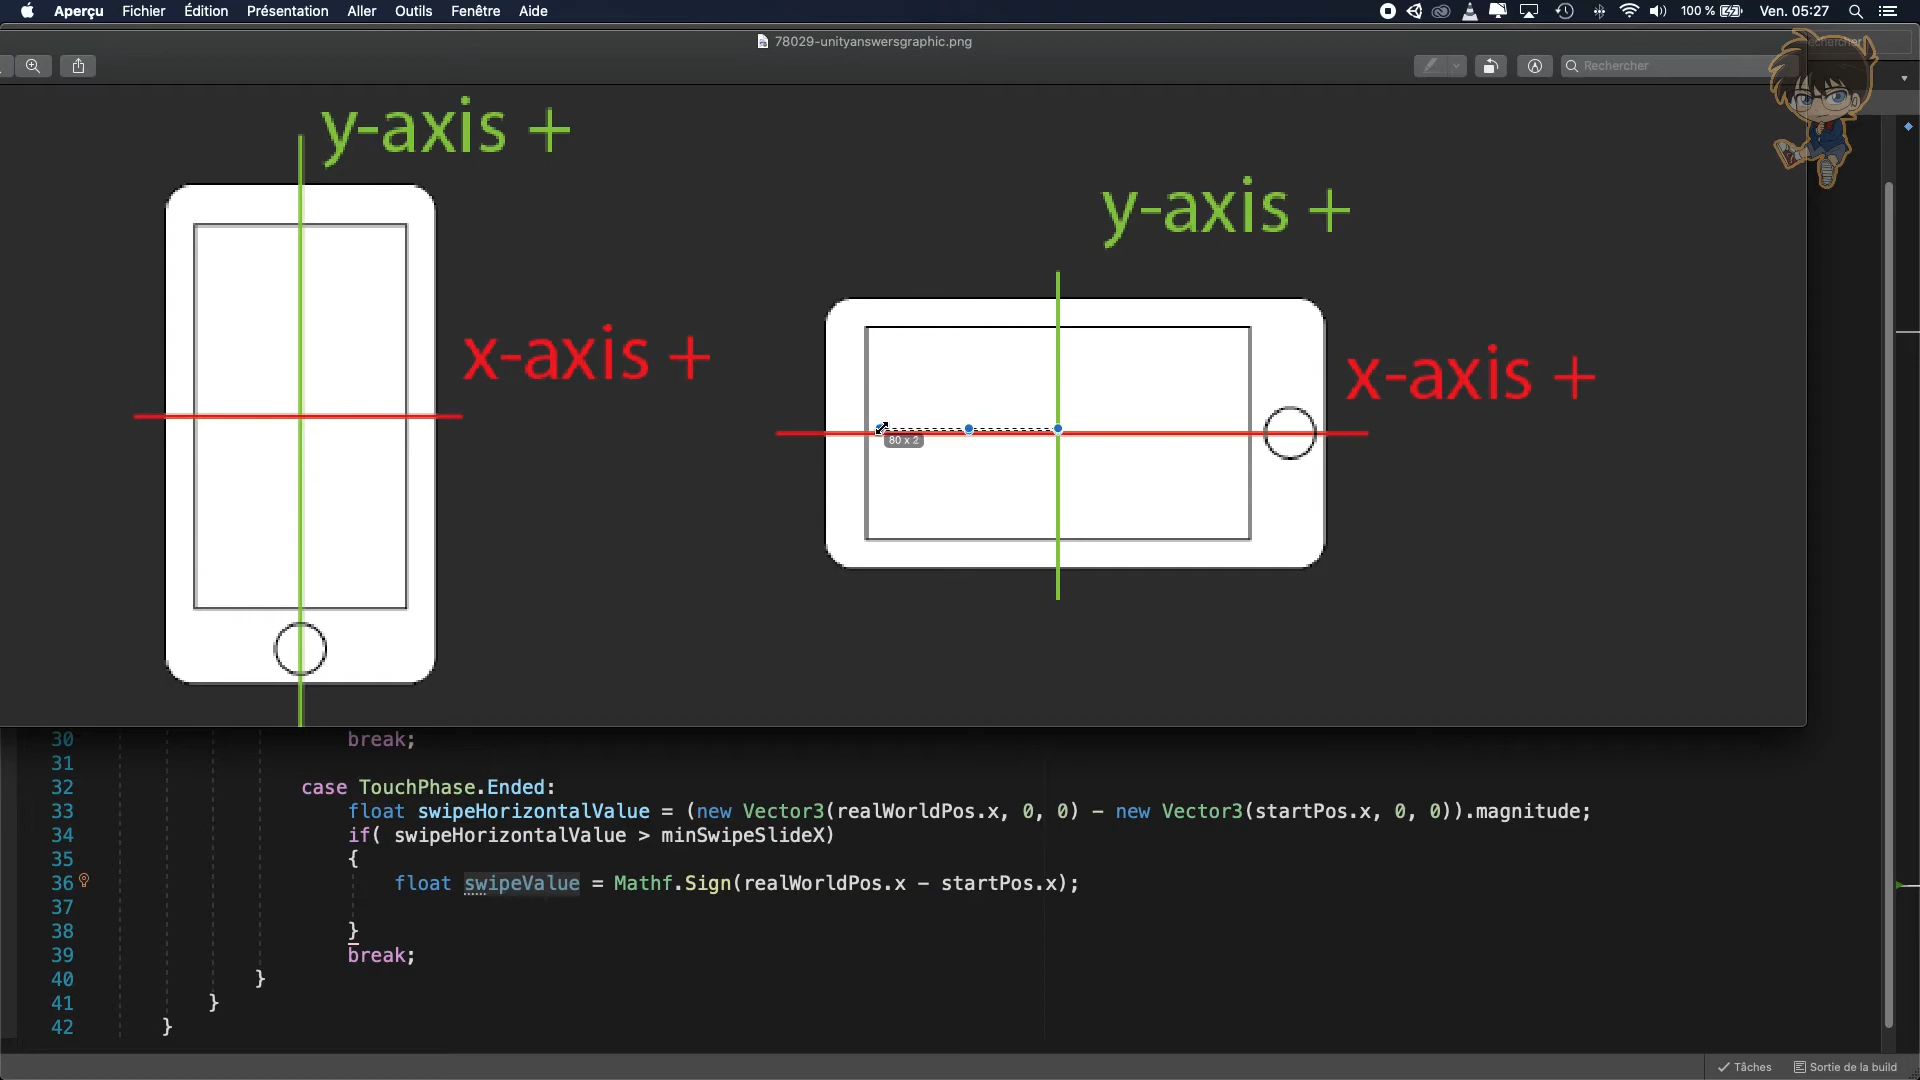 Aperçu Fichier Édition Présentation Aller Outils Fenêtre Aide 100 % Ven. 05:27
78029-unityanswersgraphic.png
Rechercher
y-axis +
y-axis +
x-axis +
x-axis +
80 x 2
30 break;
31
32 case TouchPhase.Ended:
33 float swipeHorizontalValue = (new Vector3(realWorldPos.x, 0, 0) - new Vector3(startPos.x, 0, 0)).magnitude;
34 if( swipeHorizontalValue > minSwipeSlideX)
35 {
36 float swipeValue = Mathf.Sign(realWorldPos.x - startPos.x);
37
38 }
39 break;
40 }
41 }
42 }
Tâches Sortie de la build